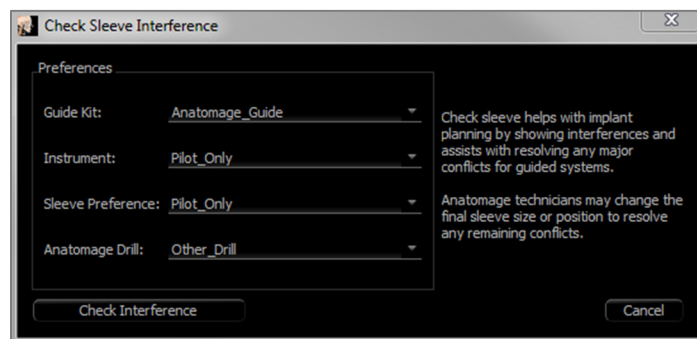 Check Sleeve Interference
Preferences
Guide Kit: Anatomage_Guide
Instrument: Pilot_Only
Sleeve Preference: Pilot_Only
Anatomage Drill: Other_Drill
Check sleeve helps with implant
planning by showing interferences and
assists with resolving any major
conflicts for guided systems.
Anatomage technicians may change the
final sleeve size or position to resolve
any remaining conflicts.
Check Interference
Cancel